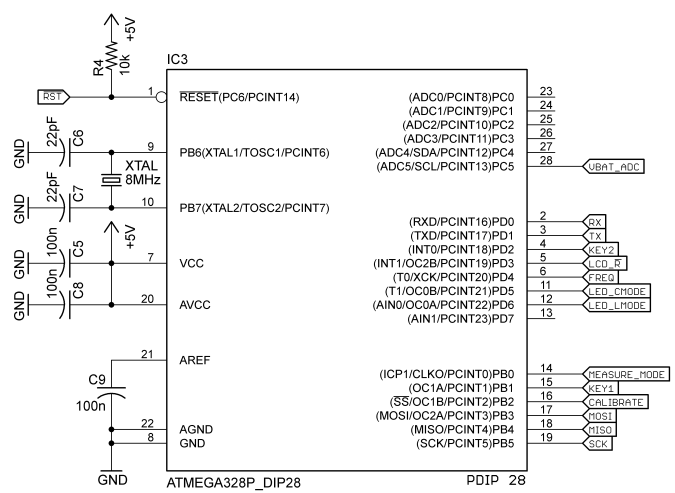 +5V
R4
10k
IC3
RST
1
RESET(PC6/PCINT14)
(ADC0/PCINT8)PC0
23
(ADC1/PCINT9)PC1
24
(ADC2/PCINT10)PC2
25
(ADC3/PCINT11)PC3
26
(ADC4/SDA/PCINT12)PC4
27
(ADC5/SCL/PCINT13)PC5
28
VBAT_ADC
GND
22pF
C6
9
PB6(XTAL1/TOSC1/PCINT6)
XTAL
8MHz
GND
22pF
C7
10
PB7(XTAL2/TOSC2/PCINT7)
(RXD/PCINT16)PD0
2
RX
(TXD/PCINT17)PD1
3
TX
(INT0/PCINT18)PD2
4
KEY2
(INT1/OC2B/PCINT19)PD3
5
LCD_R
(T0/XCK/PCINT20)PD4
6
FREQ
(T1/OC0B/PCINT21)PD5
11
LED_CMODE
(AIN0/OC0A/PCINT22)PD6
12
LED_LMODE
(AIN1/PCINT23)PD7
13
+5V
GND
100n
C5
7
VCC
GND
100n
C8
20
AVCC
21
AREF
C9
100n
(ICP1/CLKO/PCINT0)PB0
14
MEASURE_MODE
(OC1A/PCINT1)PB1
15
KEY1
(SS/OC1B/PCINT2)PB2
16
CALIBRATE
(MOSI/OC2A/PCINT3)PB3
17
MOSI
(MISO/PCINT4)PB4
18
MISO
(SCK/PCINT5)PB5
19
SCK
22
AGND
8
GND
GND
ATMEGA328P_DIP28
PDIP 28